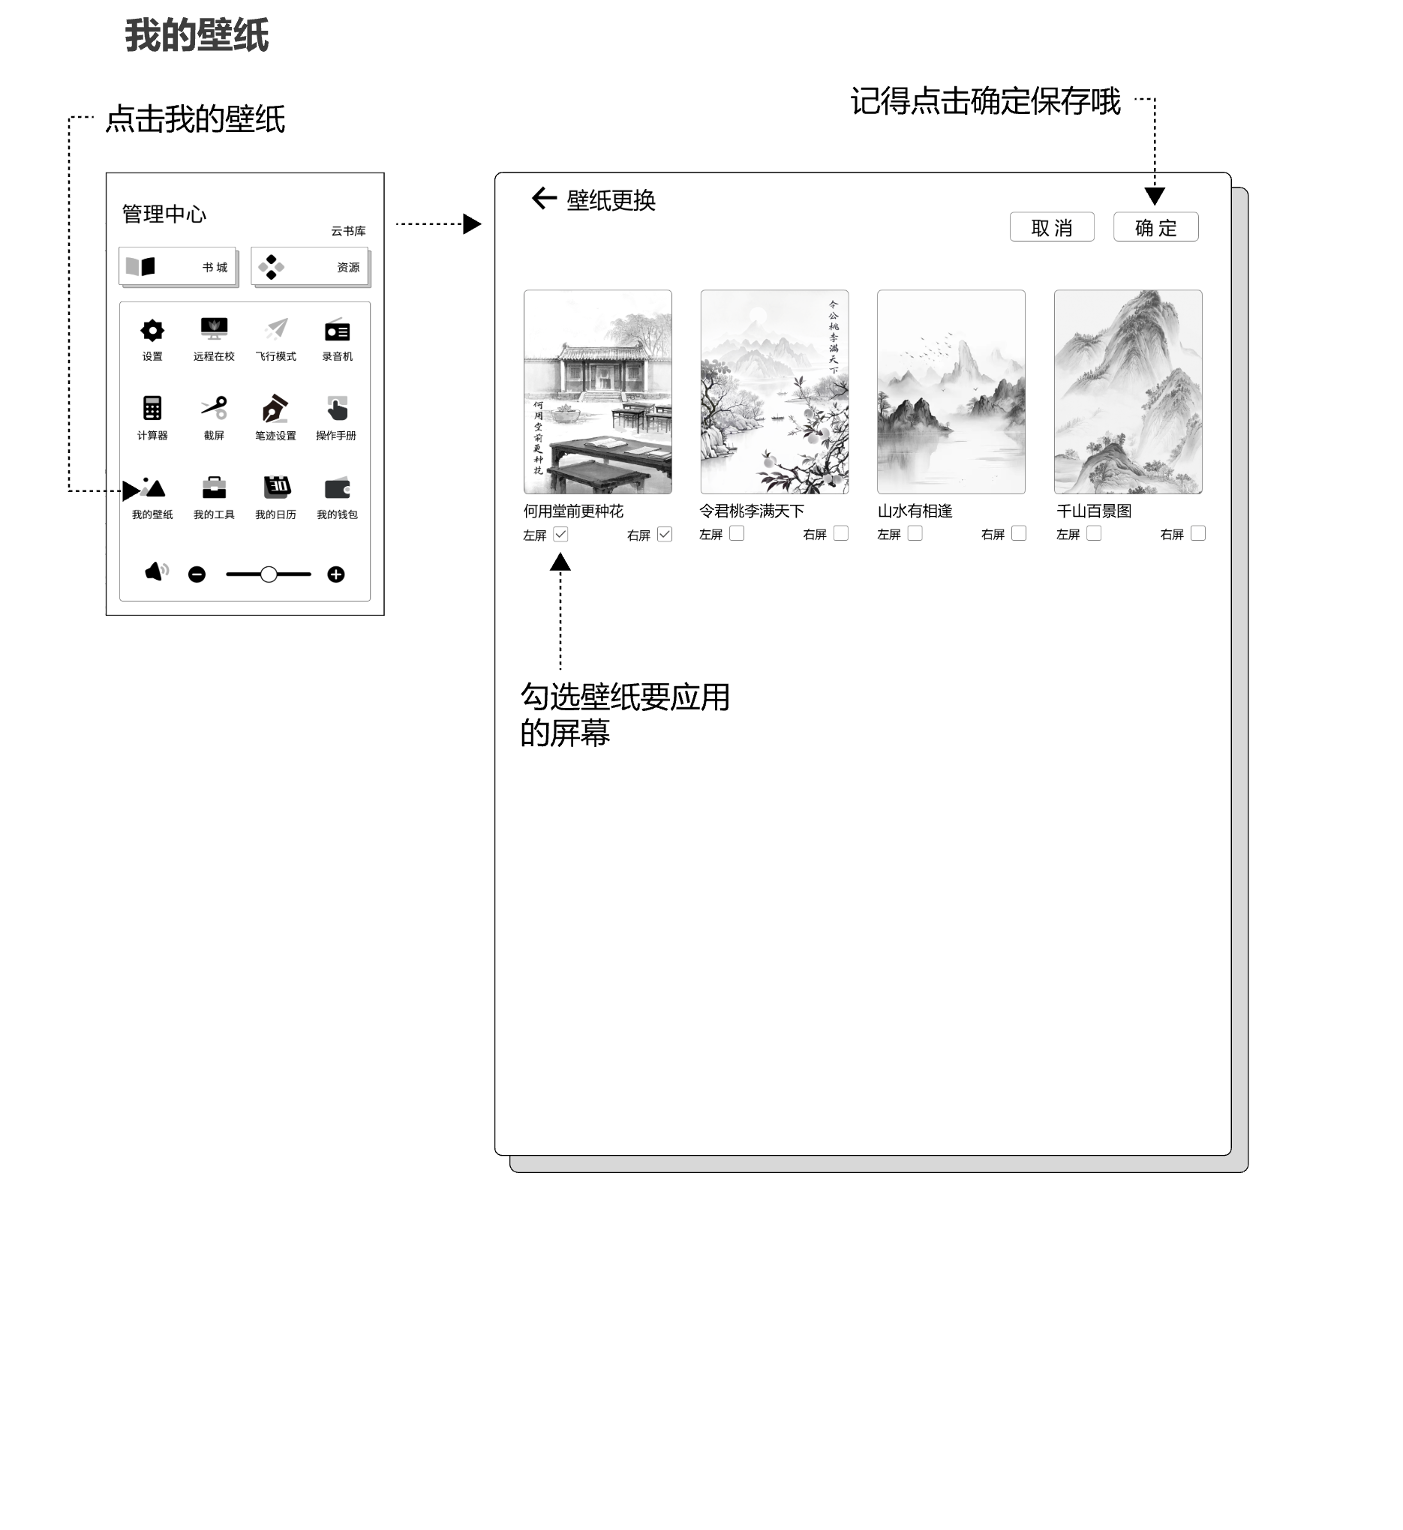 我的壁纸
点击我的壁纸
记得点击确定保存哦
管理中心
云书库
书城
资源
设置
远程在校
飞行模式
录音机
计算器
截屏
笔迹设置
操作手册
我的壁纸
我的工具
我的日历
我的钱包
壁纸更换
取消
确定
何用堂前更种花
令公桃李满天下
何用堂前更种花
左屏
右屏
令君桃李满天下
左屏
右屏
山水有相逢
左屏
右屏
千山百景图
左屏
右屏
勾选壁纸要应用
的屏幕